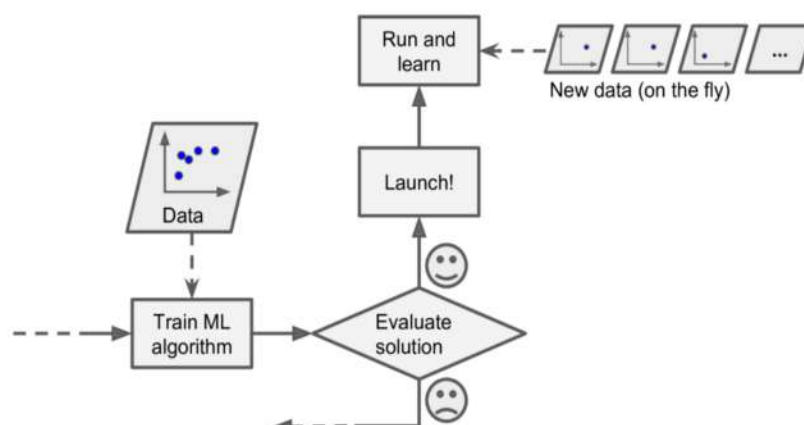 Run and
learn
...
New data (on the fly)
Launch!
Data
Train ML
algorithm
Evaluate
solution